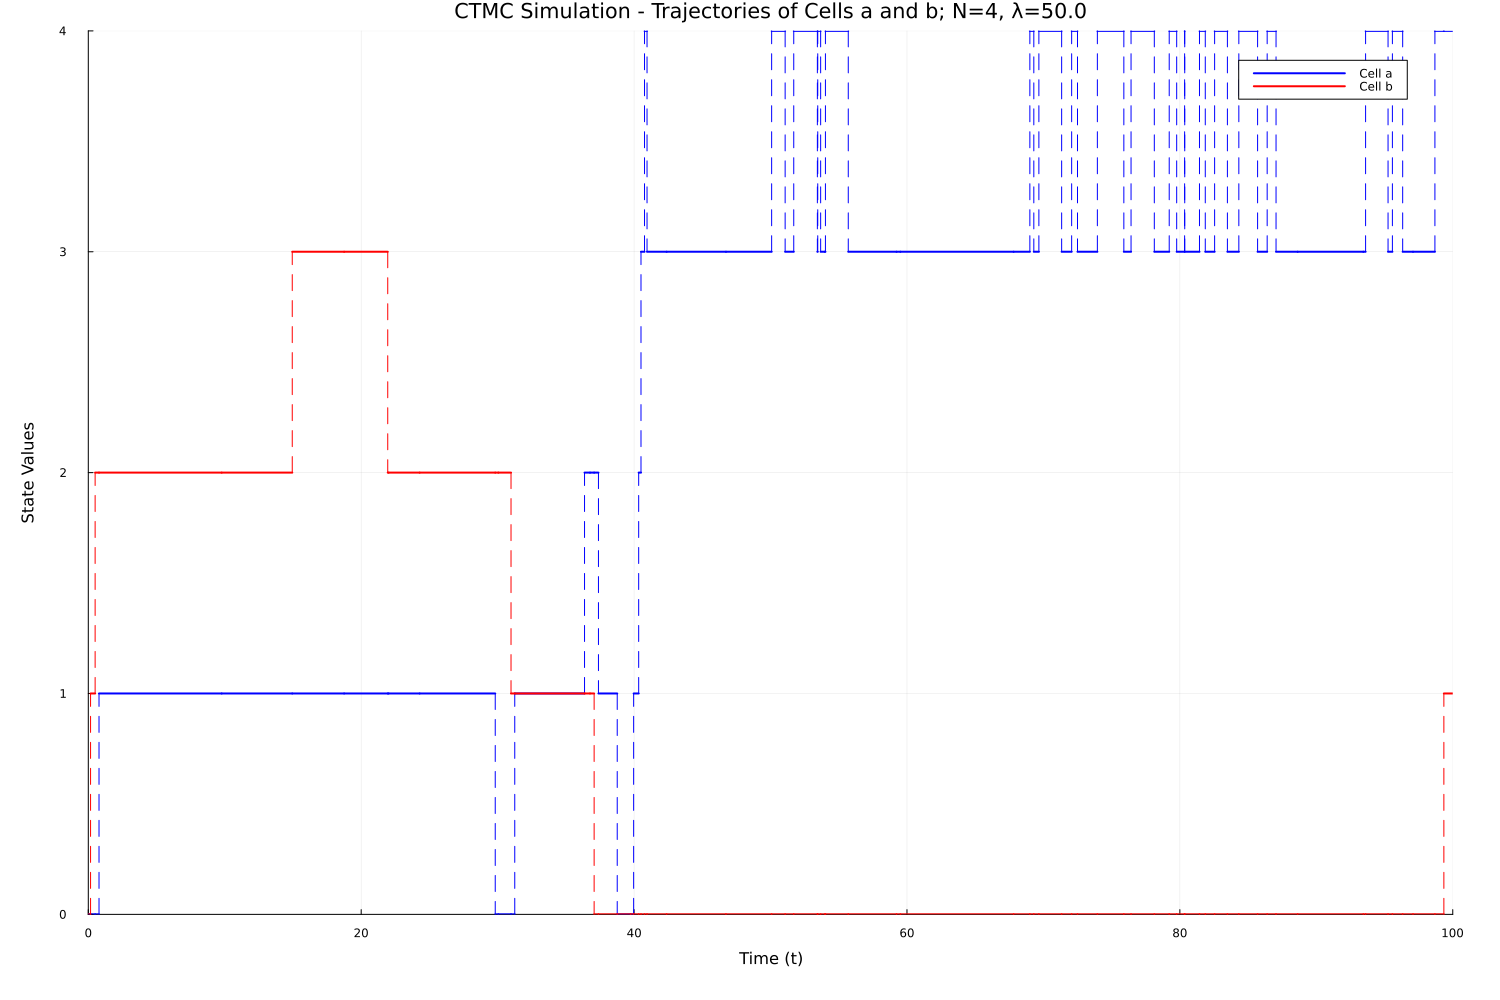 CTMC Simulation - Trajectories of Cells a and b; N=4, λ=50.0
4
Cell a
Cell b
3
State Values
2
1
0
0 20 40 60 80 100
Time (t)